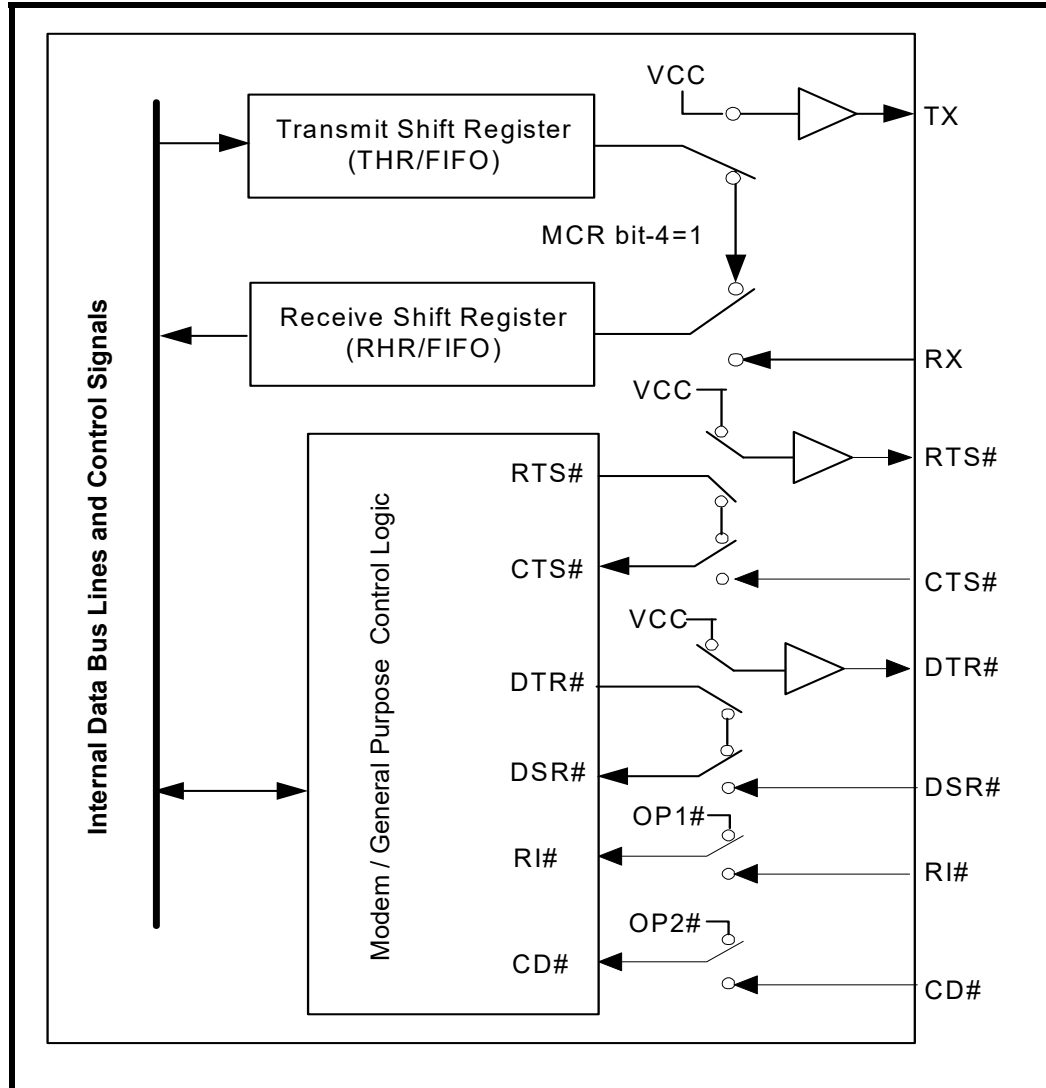 VCC
TX
Transmit Shift Register
(THR/FIFO)
MCR bit-4=1
Receive Shift Register
(RHR/FIFO)
RX
VCC
RTS#
RTS#
CTS#
CTS#
VCC
DTR#
DTR#
DSR#
DSR#
OP1#
RI#
RI#
OP2#
CD#
CD#
Internal Data Bus Lines and Control Signals
Modem / General Purpose Control Logic